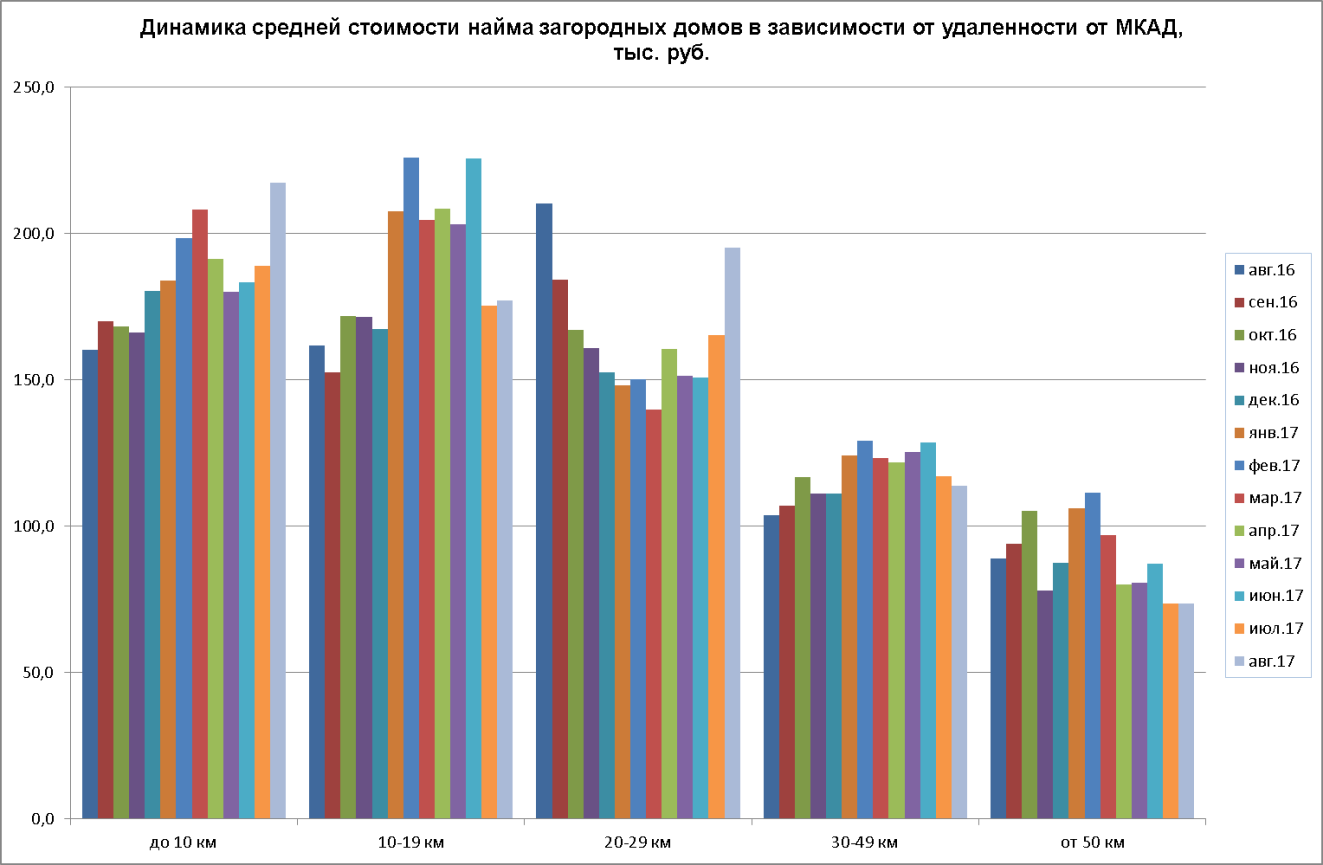 Динамика средней стоимости найма загородных домов в зависимости от удаленности от МКАД,
тыс. руб.
250,0
200,0
150,0
100,0
50,0
0,0
до 10 км
10-19 км
20-29 км
30-49 км
от 50 км
авг.16
сен.16
окт.16
ноя.16
дек.16
янв.17
фев.17
мар.17
апр.17
май.17
июн.17
июл.17
авг.17